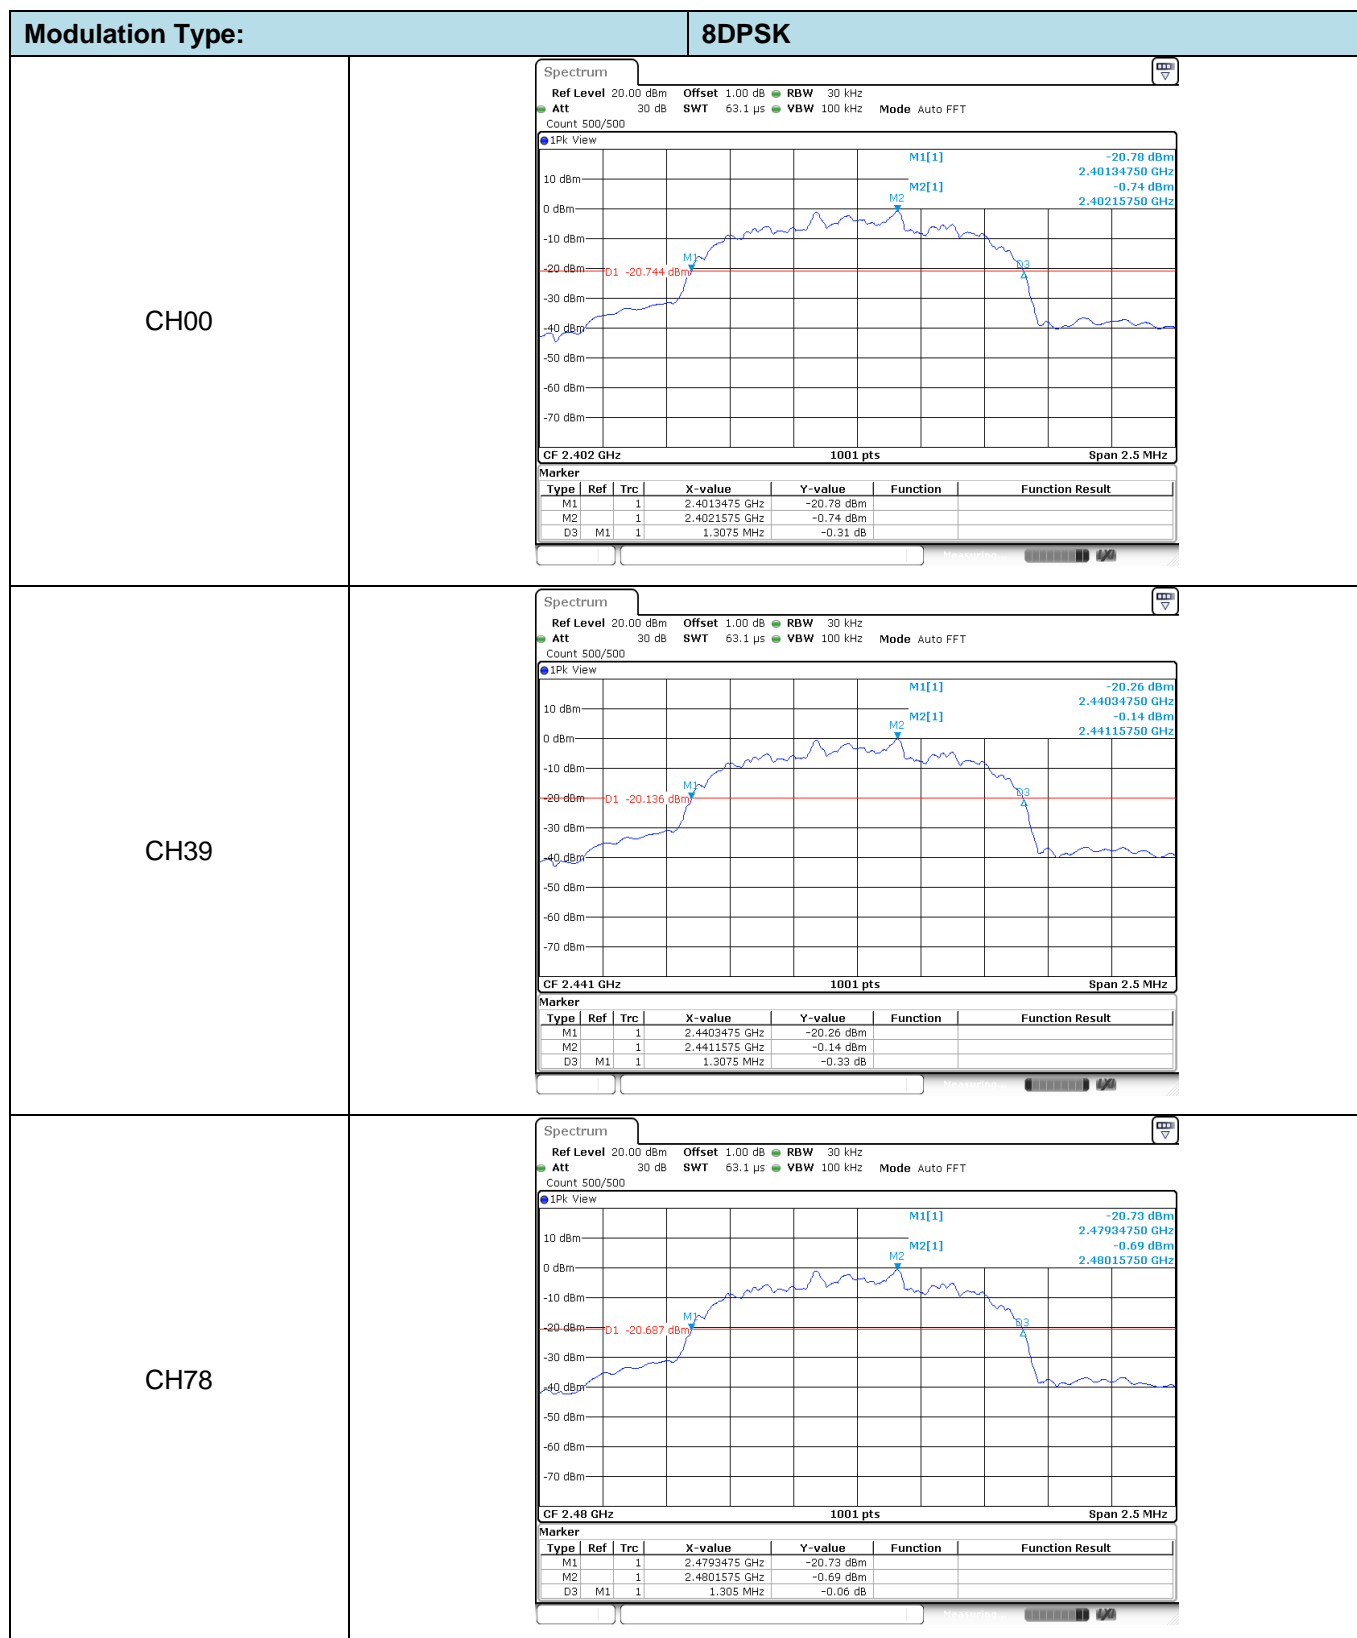 Modulation Type: 8DPSK
CH00
Spectrum
Ref Level 20.00 dBm Offset 1.00 dB RBW 30 kHz
Att 30 dB SWT 63.1 µs VBW 100 kHz Mode Auto FFT
Count 500/500
1Pk View
M1[1] -20.78 dBm
2.40134750 GHz
10 dBm
M2[1] -0.74 dBm
M2
2.40215750 GHz
0 dBm
-10 dBm
M1
D3
-20 dBm
D1 -20.744 dBm
-30 dBm
-40 dBm
-50 dBm
-60 dBm
-70 dBm
CF 2.402 GHz 1001 pts Span 2.5 MHz
Marker
Type Ref Trc X-value Y-value Function Function Result
M1 1 2.4013475 GHz -20.78 dBm
M2 1 2.4021575 GHz -0.74 dBm
D3 M1 1 1.3075 MHz -0.31 dB
Measuring...
CH39
Spectrum
Ref Level 20.00 dBm Offset 1.00 dB RBW 30 kHz
Att 30 dB SWT 63.1 µs VBW 100 kHz Mode Auto FFT
Count 500/500
1Pk View
M1[1] -20.26 dBm
2.44034750 GHz
10 dBm
M2[1] -0.14 dBm
M2
2.44115750 GHz
0 dBm
-10 dBm
M1
D3
-20 dBm
D1 -20.136 dBm
-30 dBm
-40 dBm
-50 dBm
-60 dBm
-70 dBm
CF 2.441 GHz 1001 pts Span 2.5 MHz
Marker
Type Ref Trc X-value Y-value Function Function Result
M1 1 2.4403475 GHz -20.26 dBm
M2 1 2.4411575 GHz -0.14 dBm
D3 M1 1 1.3075 MHz -0.33 dB
Measuring...
CH78
Spectrum
Ref Level 20.00 dBm Offset 1.00 dB RBW 30 kHz
Att 30 dB SWT 63.1 µs VBW 100 kHz Mode Auto FFT
Count 500/500
1Pk View
M1[1] -20.73 dBm
2.47934750 GHz
10 dBm
M2[1] -0.69 dBm
M2
2.48015750 GHz
0 dBm
-10 dBm
M1
D3
-20 dBm
D1 -20.687 dBm
-30 dBm
-40 dBm
-50 dBm
-60 dBm
-70 dBm
CF 2.48 GHz 1001 pts Span 2.5 MHz
Marker
Type Ref Trc X-value Y-value Function Function Result
M1 1 2.4793475 GHz -20.73 dBm
M2 1 2.4801575 GHz -0.69 dBm
D3 M1 1 1.305 MHz -0.06 dB
Measuring...